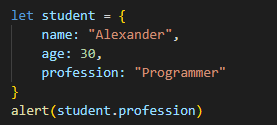 let student = {
    name: "Alexander",
    age: 30,
    profession: "Programmer"
}
alert(student.profession)